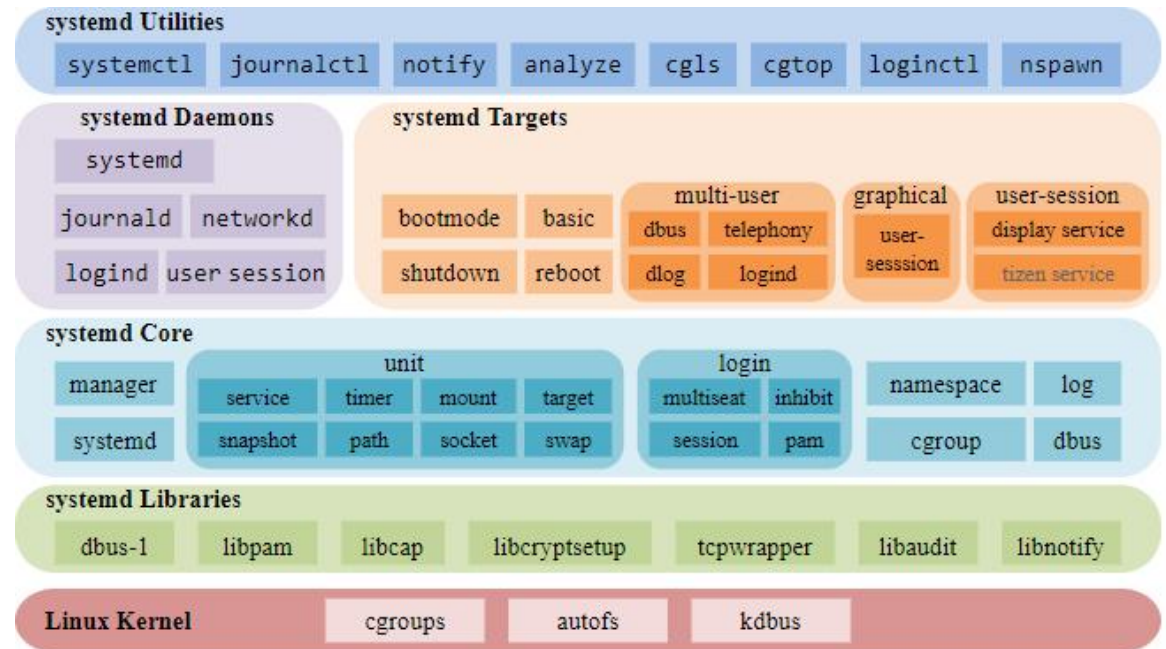 systemd Utilities
systemctl journalctl notify analyze cgls cgtop loginctl nspawn
systemd Daemons
systemd
journald networkd
logind user session
systemd Targets
bootmode basic
shutdown reboot
multi-user
dbus telephony
dlog logind
graphical
user-
sesssion
user-session
display service
tizen service
systemd Core
manager
systemd
unit
service timer mount target
snapshot path socket swap
login
multiseat inhibit
session pam
namespace log
cgroup dbus
systemd Libraries
dbus-1 libpam libcap libcryptsetup tcpwrapper libaudit libnotify
Linux Kernel cgroups autofs kdbus